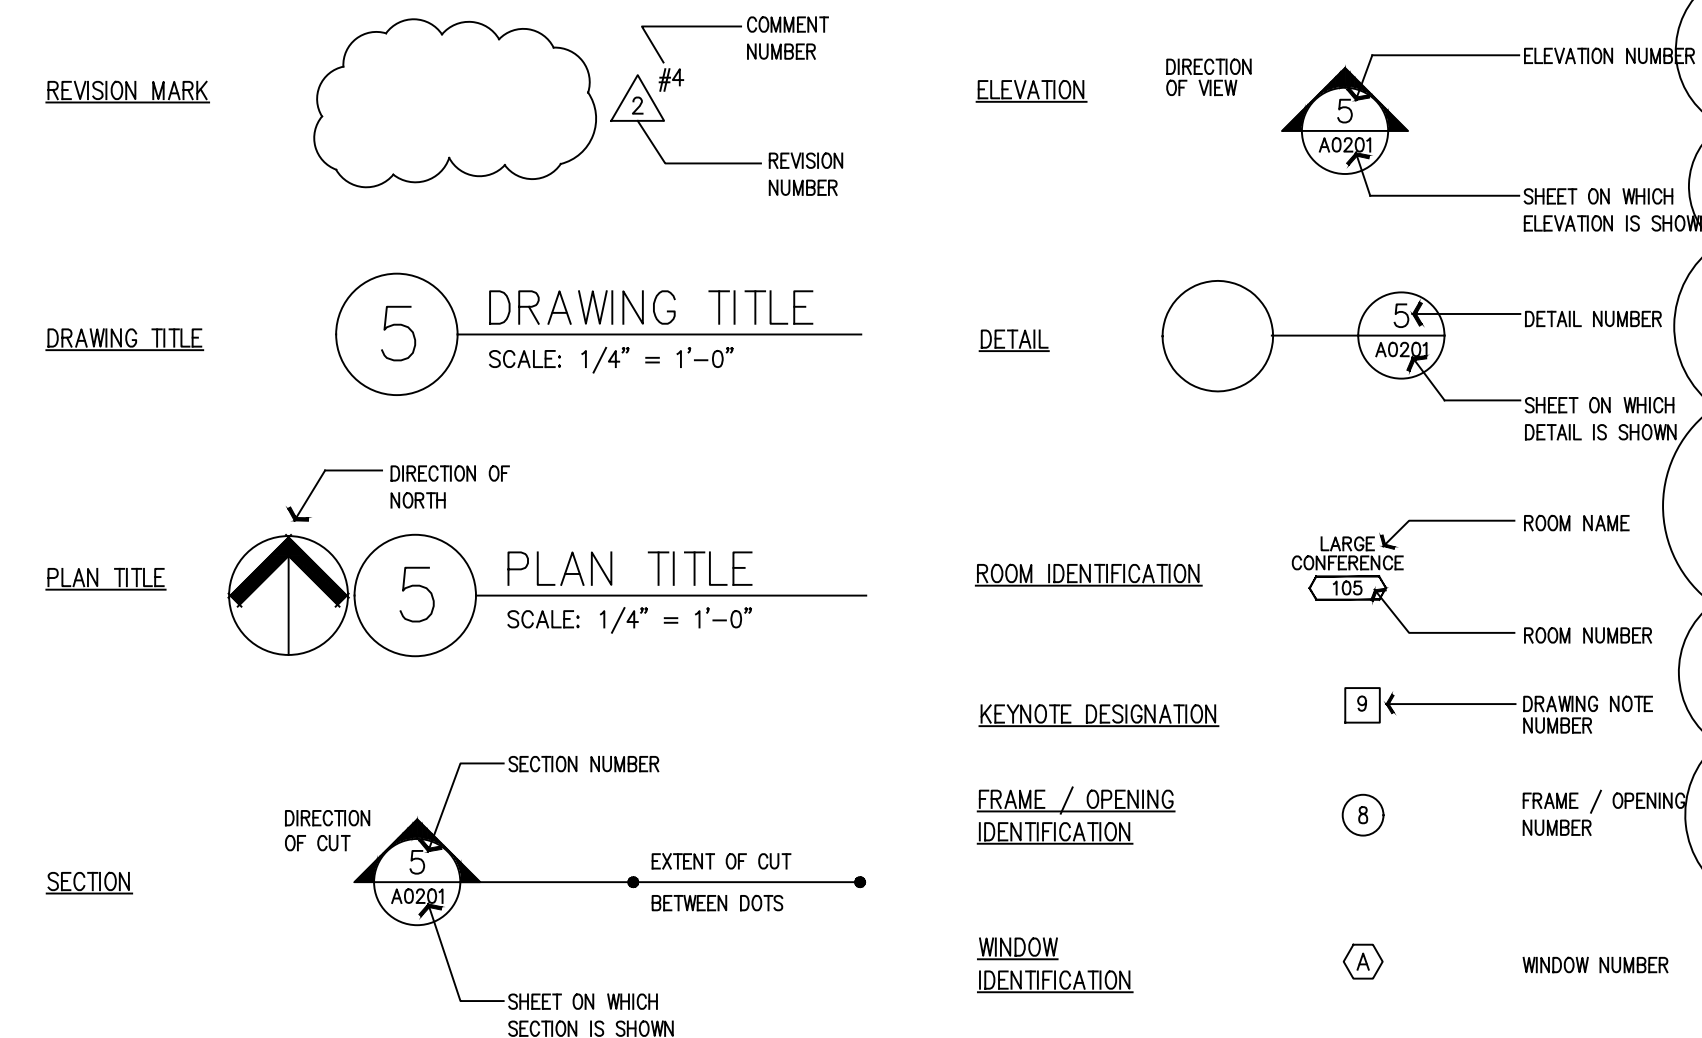 REVISION MARK
COMMENT
NUMBER
#4
2
REVISION
NUMBER
DRAWING TITLE
5
DRAWING TITLE
SCALE: 1/4" = 1'-0"
DIRECTION OF
NORTH
PLAN TITLE
5
PLAN TITLE
SCALE: 1/4" = 1'-0"
SECTION NUMBER
DIRECTION
OF CUT
5
A0201
SECTION
EXTENT OF CUT
BETWEEN DOTS
SHEET ON WHICH
SECTION IS SHOWN
ELEVATION
DIRECTION
OF VIEW
ELEVATION NUMBER
5
A0201
SHEET ON WHICH
ELEVATION IS SHOWN
DETAIL
5
A0201
DETAIL NUMBER
SHEET ON WHICH
DETAIL IS SHOWN
ROOM IDENTIFICATION
LARGE
CONFERENCE
105
ROOM NAME
ROOM NUMBER
KEYNOTE DESIGNATION
9
DRAWING NOTE
NUMBER
FRAME / OPENING
IDENTIFICATION
8
FRAME / OPENING
NUMBER
WINDOW
IDENTIFICATION
A
WINDOW NUMBER